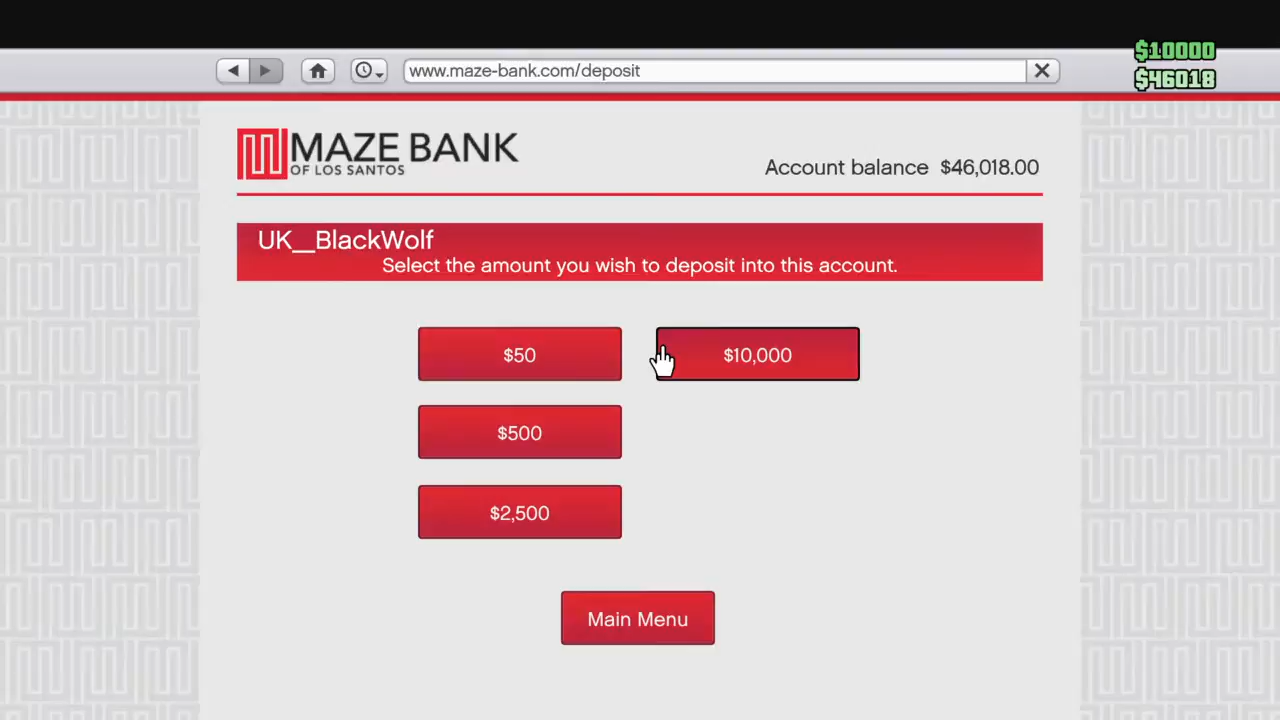 www.maze-bank.com/deposit
$10000
$46018
MAZE BANK
OF LOS SANTOS
Account balance $46,018.00
UK__BlackWolf
Select the amount you wish to deposit into this account.
$50
$10,000
$500
$2,500
Main Menu